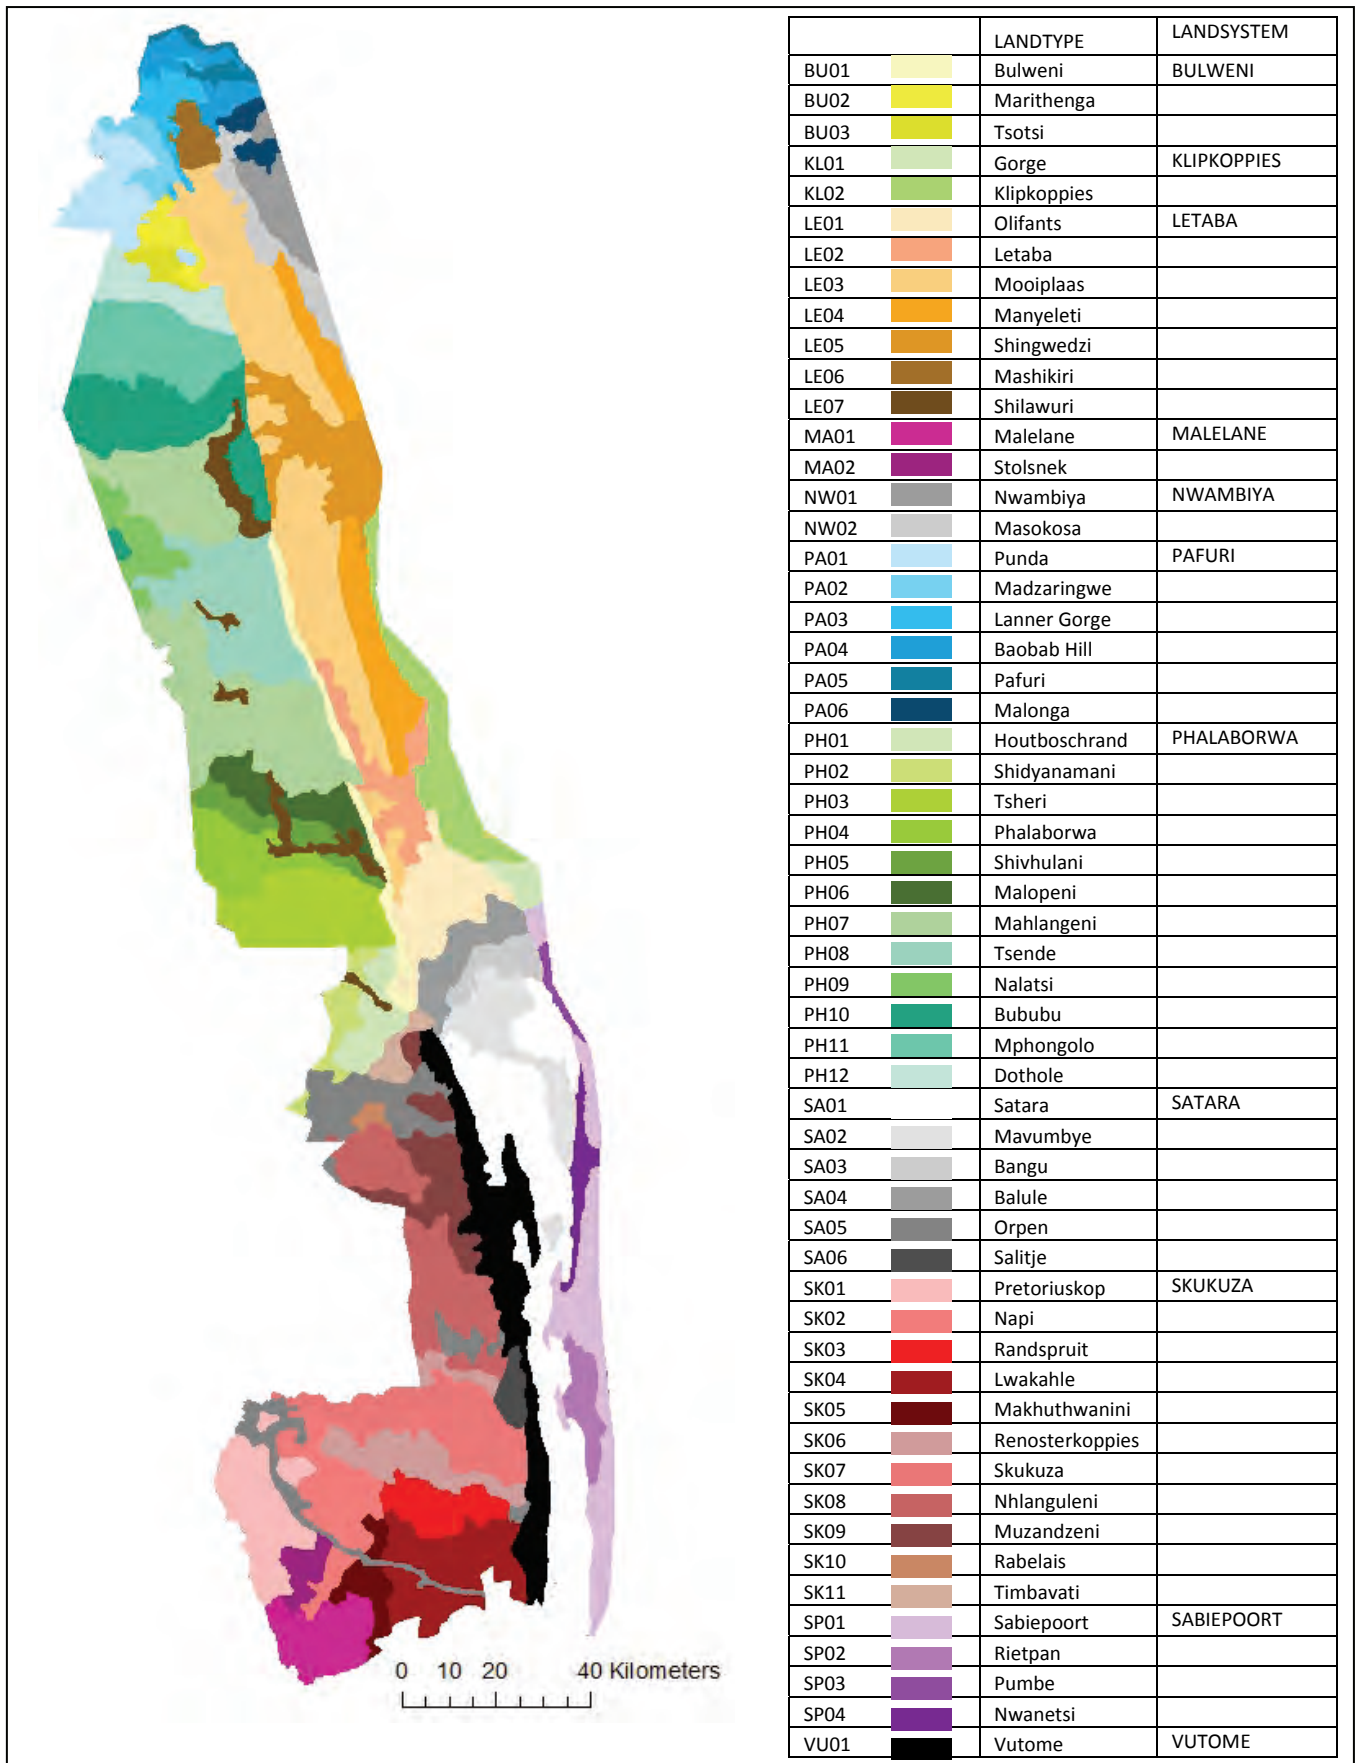 LANDTYPE LANDSYSTEM
BU01 Bulweni BULWENI
BU02 Marithenga
BU03 Tsotsi
KL01 Gorge KLIPKOPPIES
KL02 Klipkoppies
LE01 Olifants LETABA
LE02 Letaba
LE03 Mooiplaas
LE04 Manyeleti
LE05 Shingwedzi
LE06 Mashikiri
LE07 Shilawuri
MA01 Malelane MALELANE
MA02 Stolsnek
NW01 Nwambiya NWAMBIYA
NW02 Masokosa
PA01 Punda PAFURI
PA02 Madzaringwe
PA03 Lanner Gorge
PA04 Baobab Hill
PA05 Pafuri
PA06 Malonga
PH01 Houtboschrand PHALABORWA
PH02 Shidyanamani
PH03 Tsheri
PH04 Phalaborwa
PH05 Shivhulani
PH06 Malopeni
PH07 Mahlangeni
PH08 Tsende
PH09 Nalatsi
PH10 Bububu
PH11 Mphongolo
PH12 Dothole
SA01 Satara SATARA
SA02 Mavumbye
SA03 Bangu
SA04 Balule
SA05 Orpen
SA06 Salitje
SK01 Pretoriuskop SKUKUZA
SK02 Napi
SK03 Randspruit
SK04 Lwakahle
SK05 Makhuthwanini
SK06 Renosterkoppies
SK07 Skukuza
SK08 Nhlanguleni
SK09 Muzandzeni
SK10 Rabelais
SK11 Timbavati
SP01 Sabiepoort SABIEPOORT
SP02 Rietpan
SP03 Pumbe
SP04 Nwanetsi
VU01 Vutome VUTOME
0 10 20 40 Kilometers